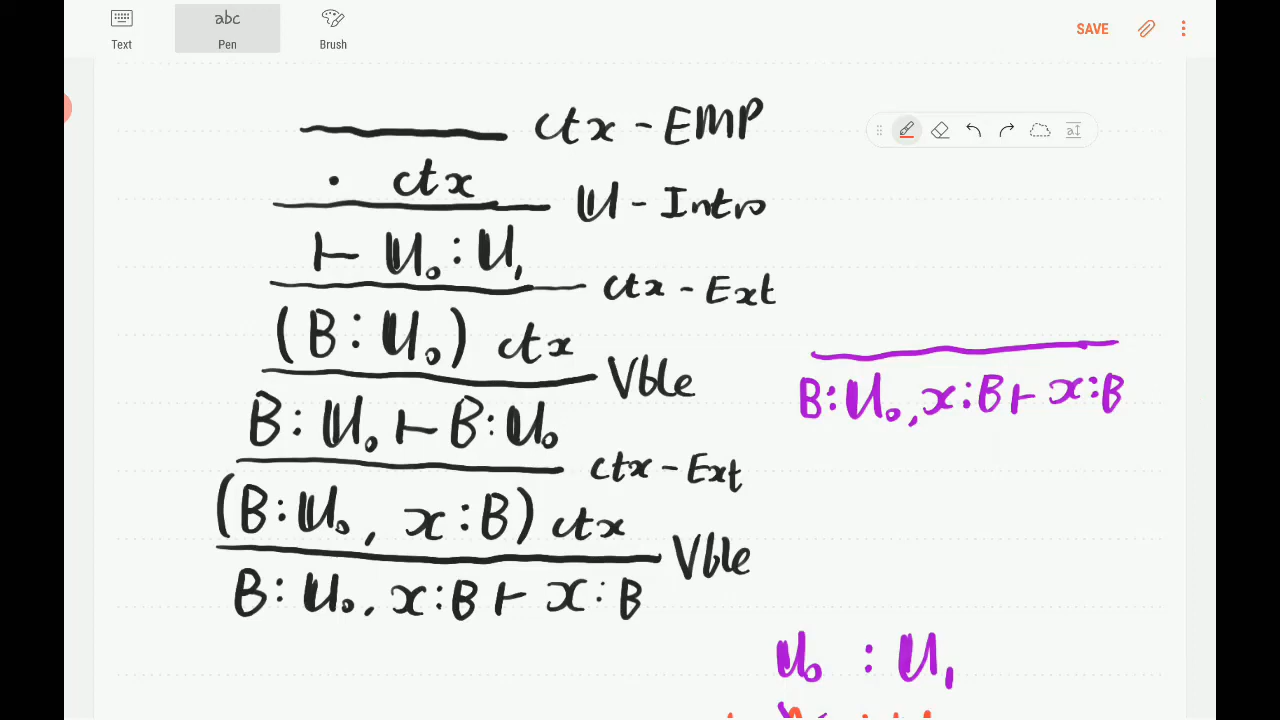 Text
abc
Pen
Brush
SAVE
ctx - EMP
· ctx
U - Intro
⊢ U₀ : U₁
ctx - Ext
(B : U₀) ctx
Vble
B : U₀ ⊢ B : U₀
ctx - Ext
(B : U₀, x : B) ctx
Vble
B : U₀, x : B ⊢ x : B
B : U₀, x : B ⊢ x : B
U₀ : U₁